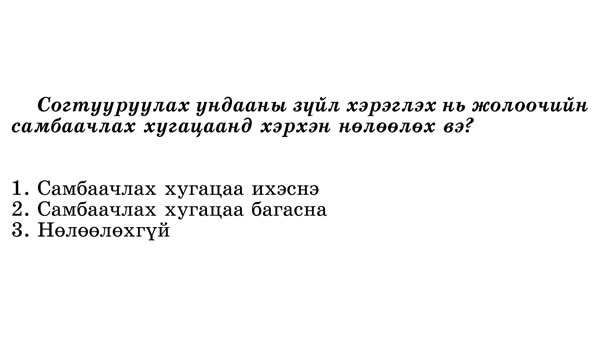 Согтууруулах ундааны зүйл хэрэглэх нь жолоочийн
самбаачлах хугацаанд хэрхэн нөлөөлөх вэ?
1. Самбаачлах хугацаа ихэснэ
2. Самбаачлах хугацаа багасна
3. Нөлөөлөхгүй